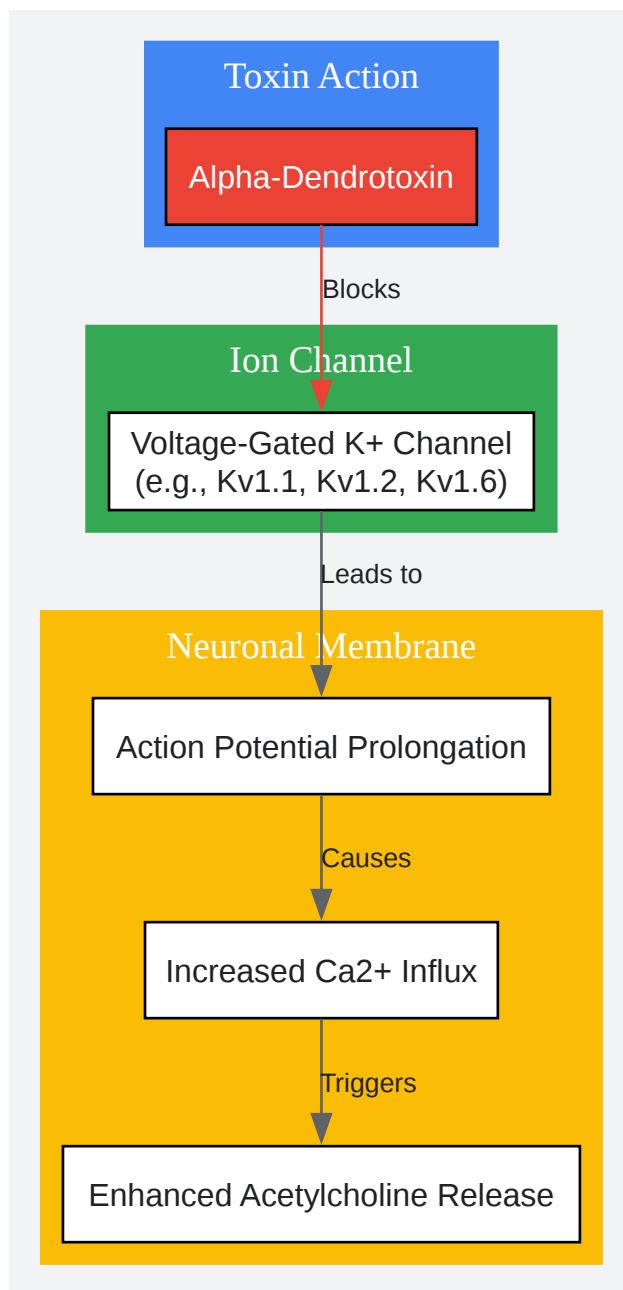 Toxin Action
Alpha-Dendrotoxin
Blocks
Ion Channel
Voltage-Gated K+ Channel
(e.g., Kv1.1, Kv1.2, Kv1.6)
Leads to
Neuronal Membrane
Action Potential Prolongation
Causes
Increased Ca2+ Influx
Triggers
Enhanced Acetylcholine Release